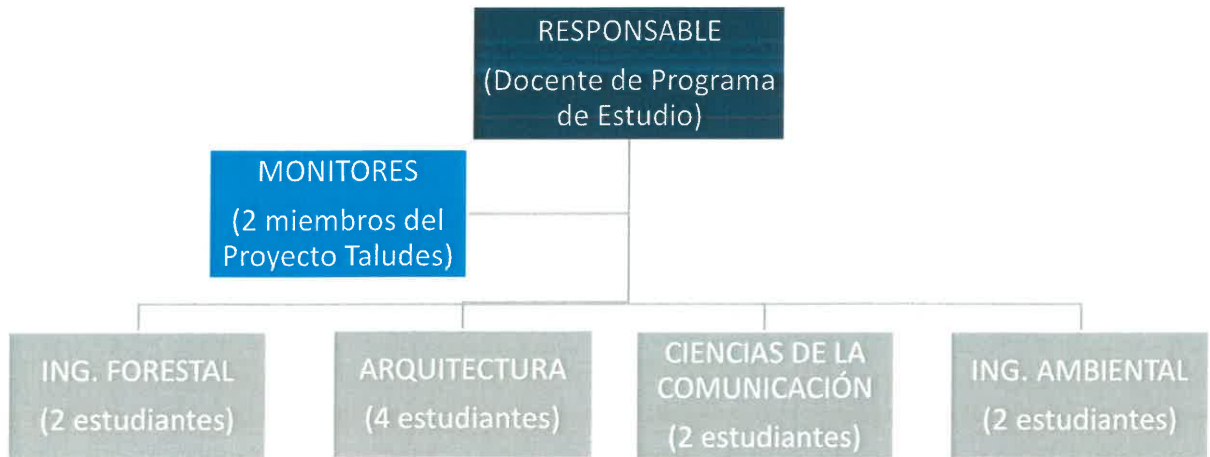 RESPONSABLE
(Docente de Programa
de Estudio)
MONITORES
(2 miembros del
Proyecto Taludes)
ING. FORESTAL
(2 estudiantes)
ARQUITECTURA
(4 estudiantes)
CIENCIAS DE LA
COMUNICACIÓN
(2 estudiantes)
ING. AMBIENTAL
(2 estudiantes)